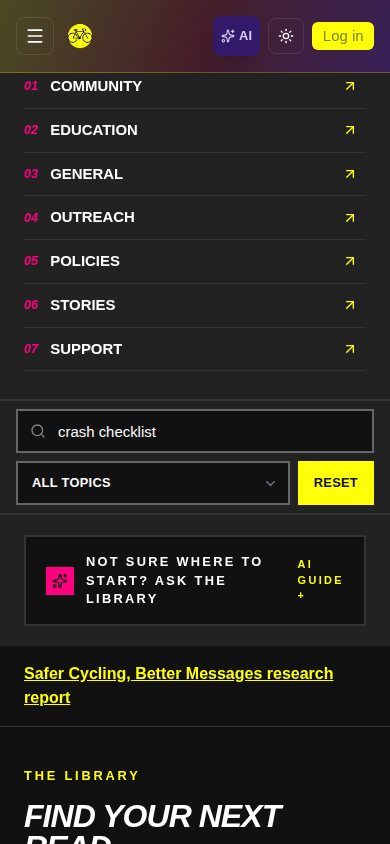 AI
Log in
01 COMMUNITY
02 EDUCATION
03 GENERAL
04 OUTREACH
05 POLICIES
06 STORIES
07 SUPPORT
crash checklist
ALL TOPICS
RESET
NOT SURE WHERE TO
START? ASK THE
LIBRARY
AI
GUIDE
+
Safer Cycling, Better Messages research
report
THE LIBRARY
FIND YOUR NEXT
READ